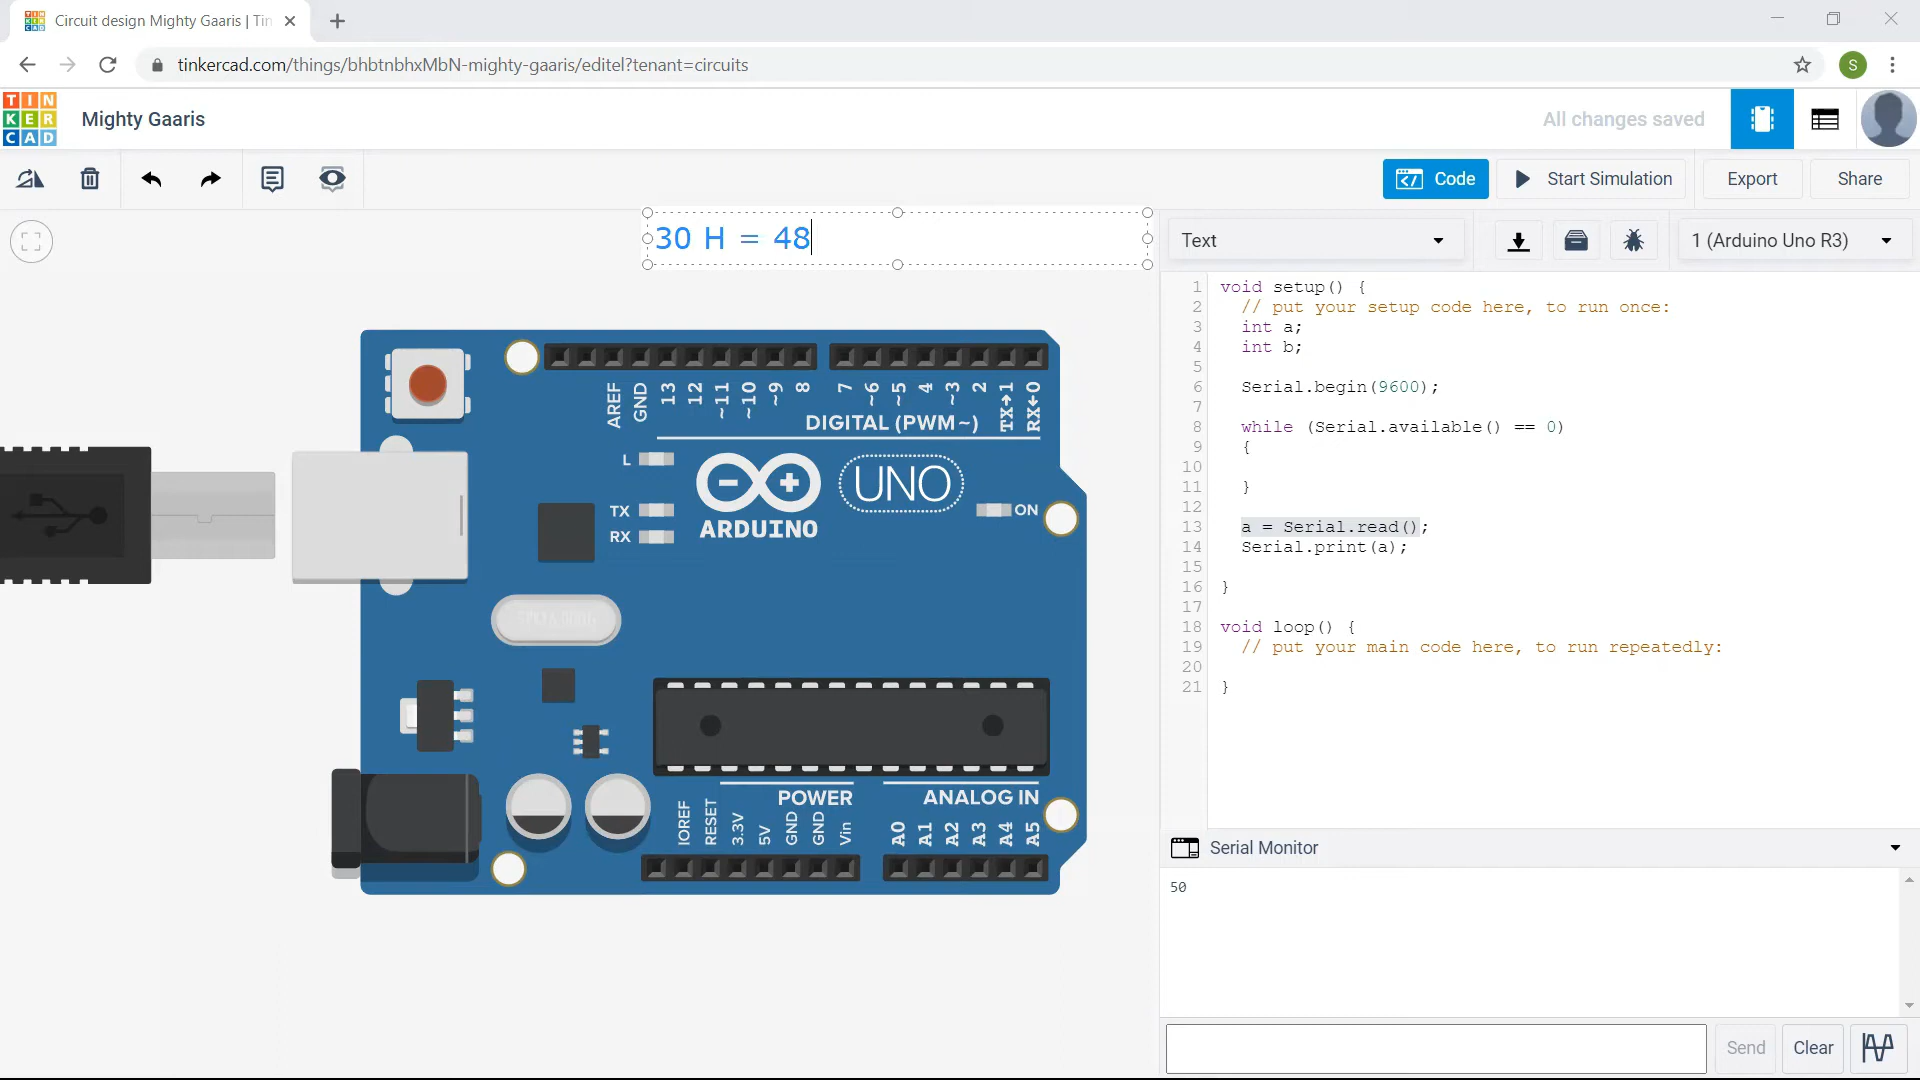 Circuit design Mighty Gaaris | Tin
tinkercad.com/things/bhbtnbhxMbN-mighty-gaaris/editel?tenant=circuits
S
TIN
KER
CAD
Mighty Gaaris
All changes saved
Code
Start Simulation
Export
Share
30 H = 48
Text
1 (Arduino Uno R3)
1 void setup() {
2 // put your setup code here, to run once:
3 int a;
4 int b;
5
6 Serial.begin(9600);
7
8 while (Serial.available() == 0)
9 {
10
11 }
12
13 a = Serial.read();
14 Serial.print(a);
15
16 }
17
18 void loop() {
19 // put your main code here, to run repeatedly:
20
21 }
AREF GND 13 12 ~11 ~10 ~9 8 7 ~6 ~5 4 ~3 2 TX→1 RX←0
DIGITAL (PWM~)
L
TX
RX
ARDUINO
UNO
ON
POWER
ANALOG IN
IOREF RESET 3.3V 5V GND GND Vin A0 A1 A2 A3 A4 A5
Serial Monitor
50
Send
Clear